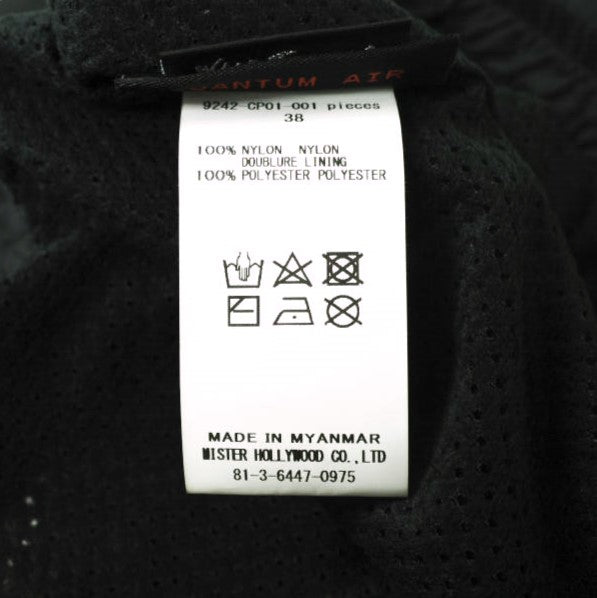 ANTUM AIR
9242-CP01-001 pieces
38
100% NYLON NYLON
DOUBLURE LINING
100% POLYESTER POLYESTER
MADE IN MYANMAR
MISTER HOLLYWOOD CO.,LTD
81-3-6447-0975